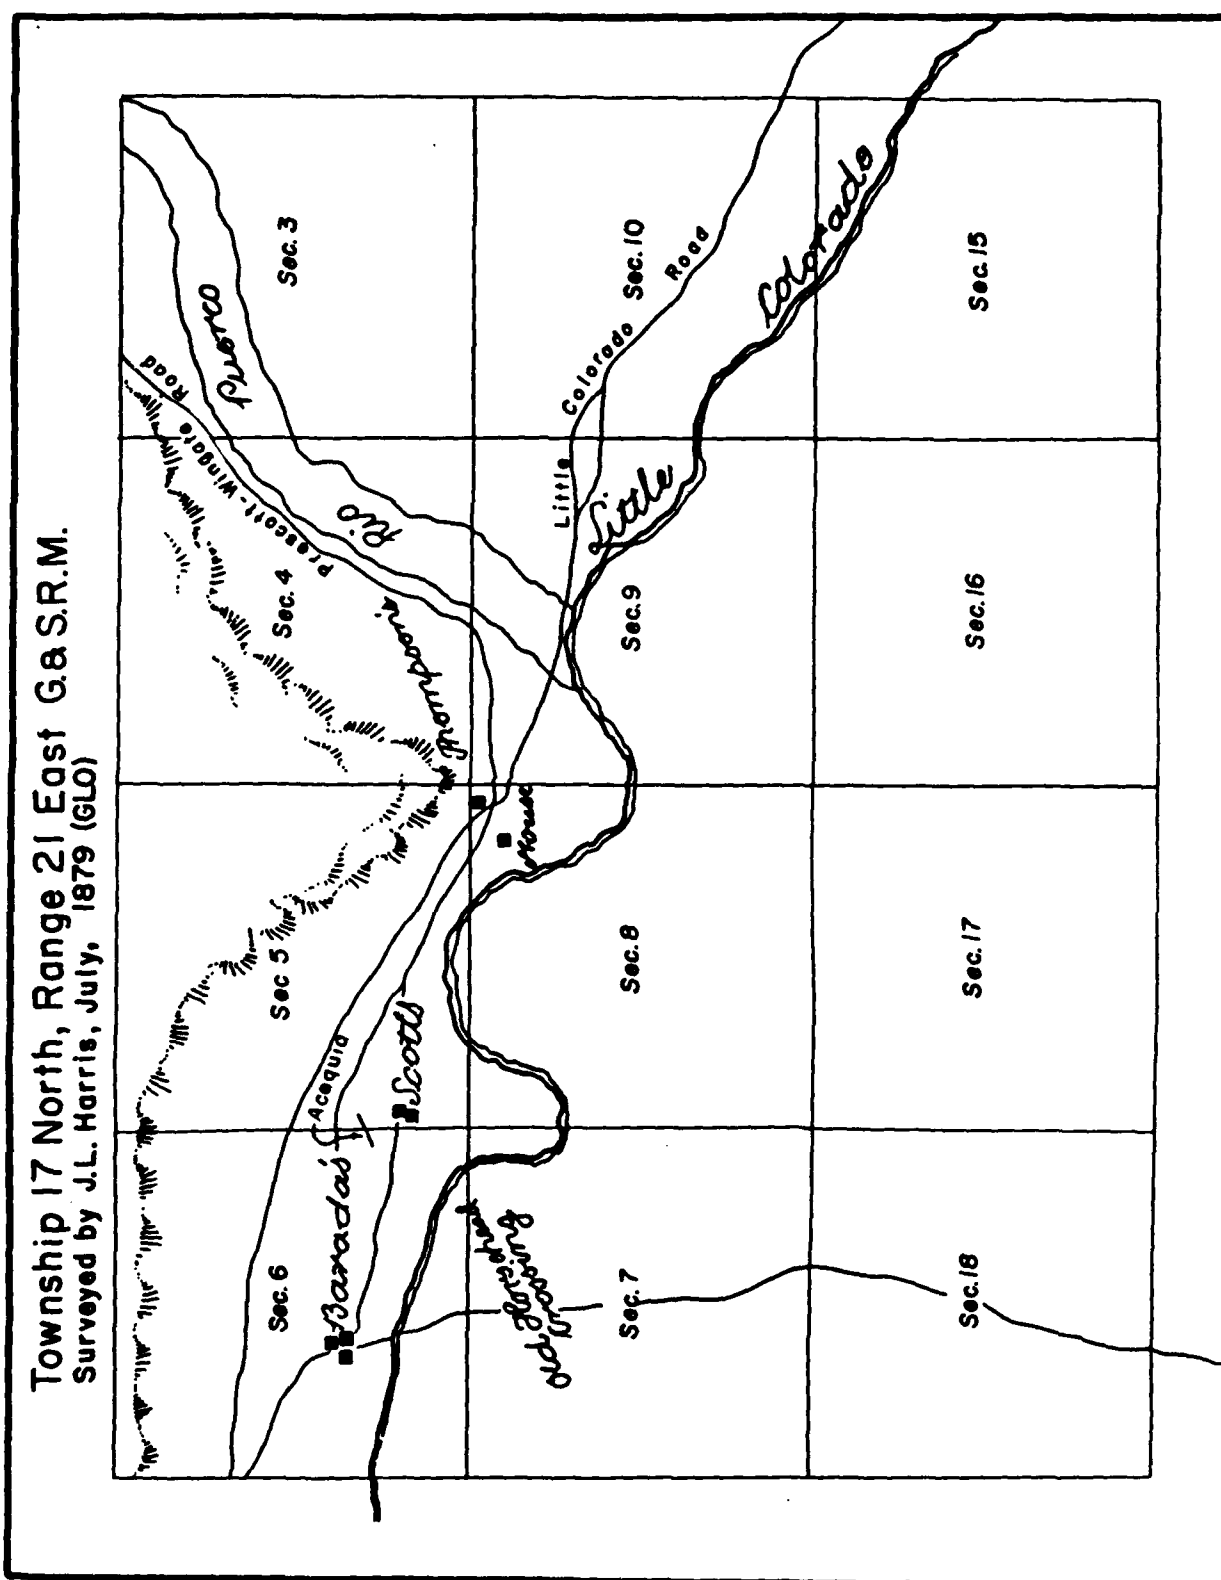 Township 17 North, Range 21 East G.&S.R.M.
Surveyed by J.L. Harris, July, 1879 (GLO)
Sec. 6
Sec 5
Sec. 4
Sec. 3
Prescott-Wingate Road
Rio Puerco
Acequia
Barada's
Scotts
House
Little Colorado Road
Little Colorado
Old
Crossing
Sec. 7
Sec. 8
Sec. 9
Sec. 10
Sec. 18
Sec. 17
Sec. 16
Sec. 15